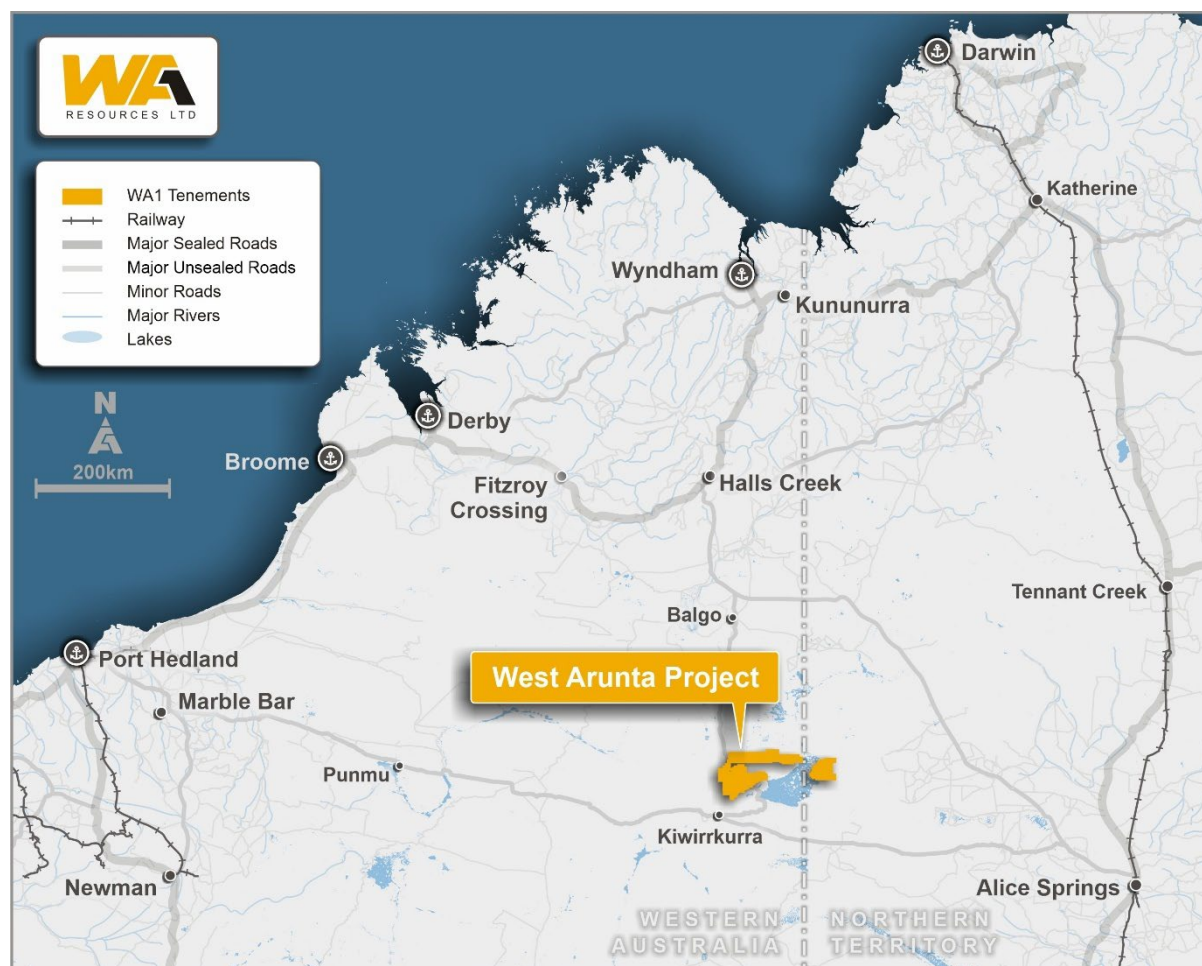 WA1
RESOURCES LTD
WA1 Tenements
Railway
Major Sealed Roads
Major Unsealed Roads
Minor Roads
Major Rivers
Lakes
N
200km
Darwin
Katherine
Wyndham
Kununurra
Derby
Broome
Fitzroy
Crossing
Halls Creek
Tennant Creek
Balgo
Port Hedland
West Arunta Project
Marble Bar
Punmu
Kiwirrkurra
Newman
Alice Springs
WESTERN
AUSTRALIA
NORTHERN
TERRITORY